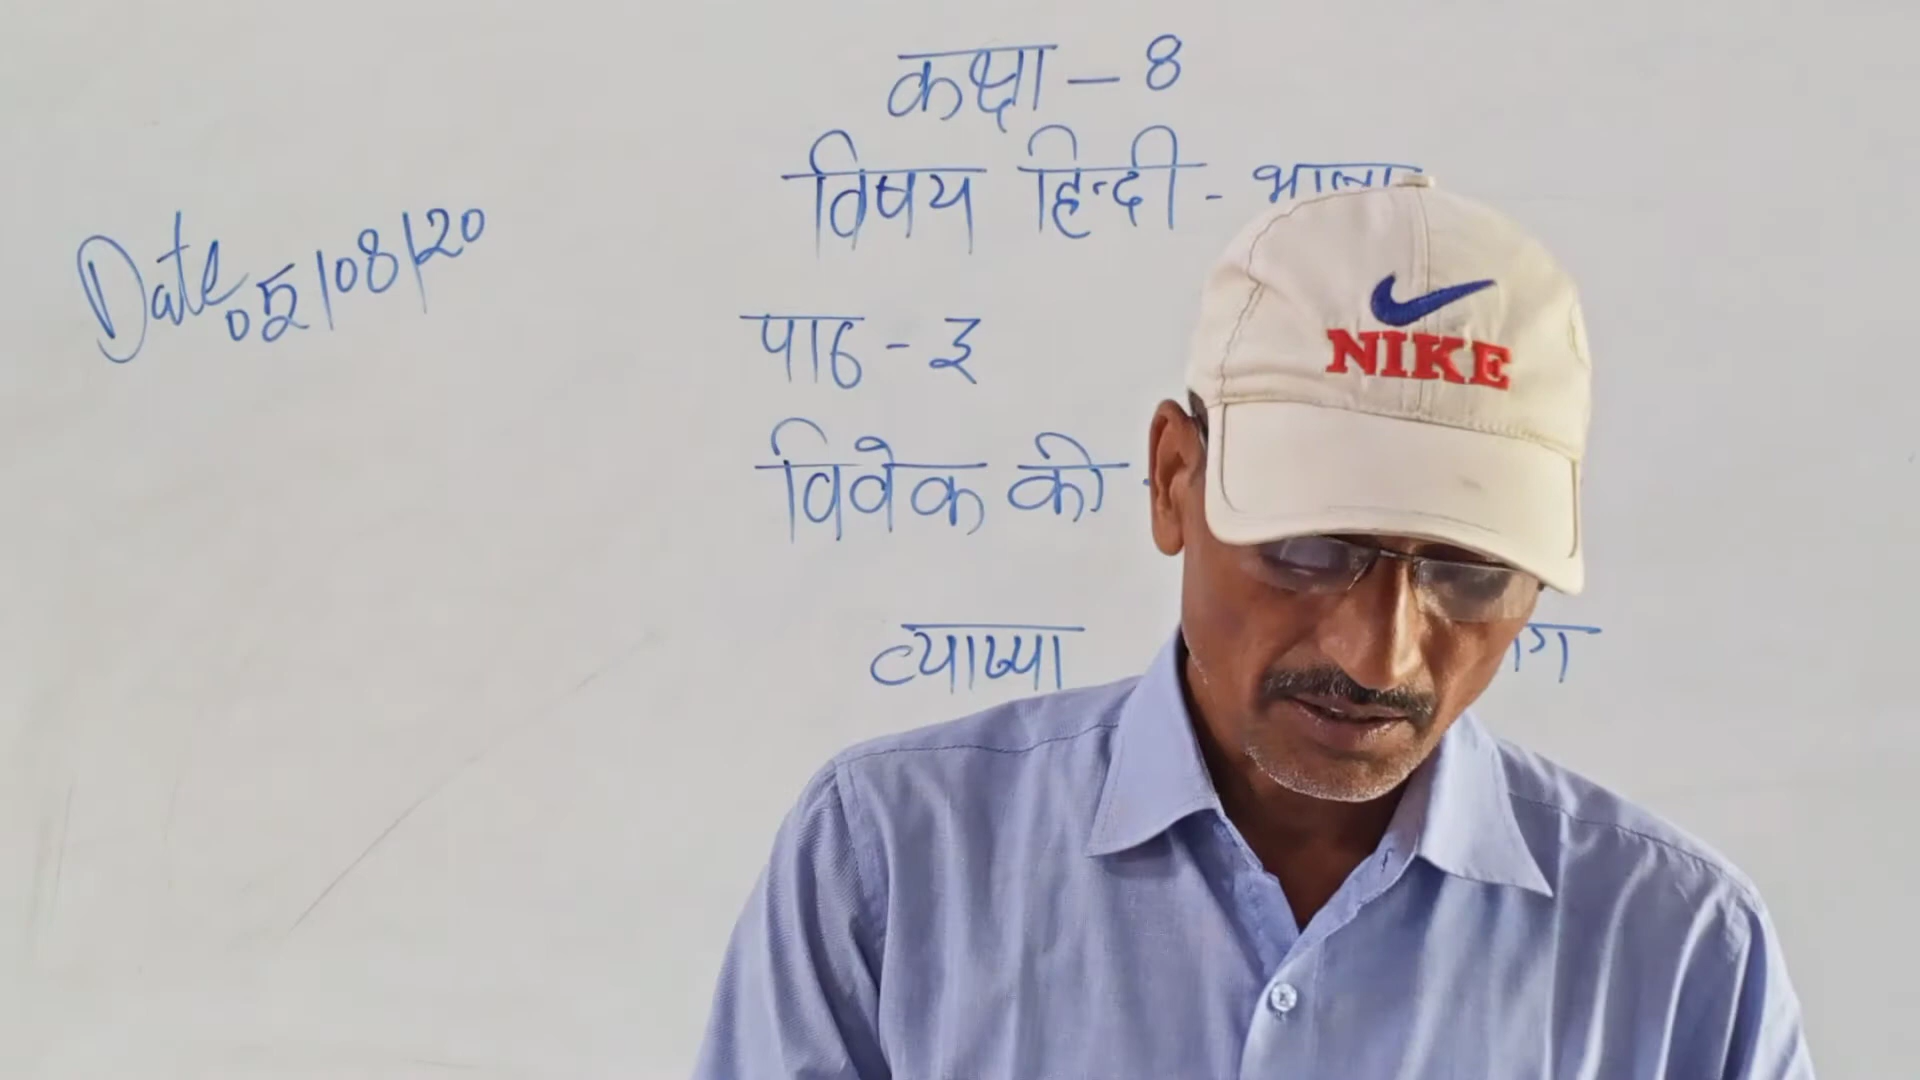 कक्षा - 8
विषय हिन्दी -
Date 05/08/20
पाठ - 3
विवेक की
व्याख्या
NIKE